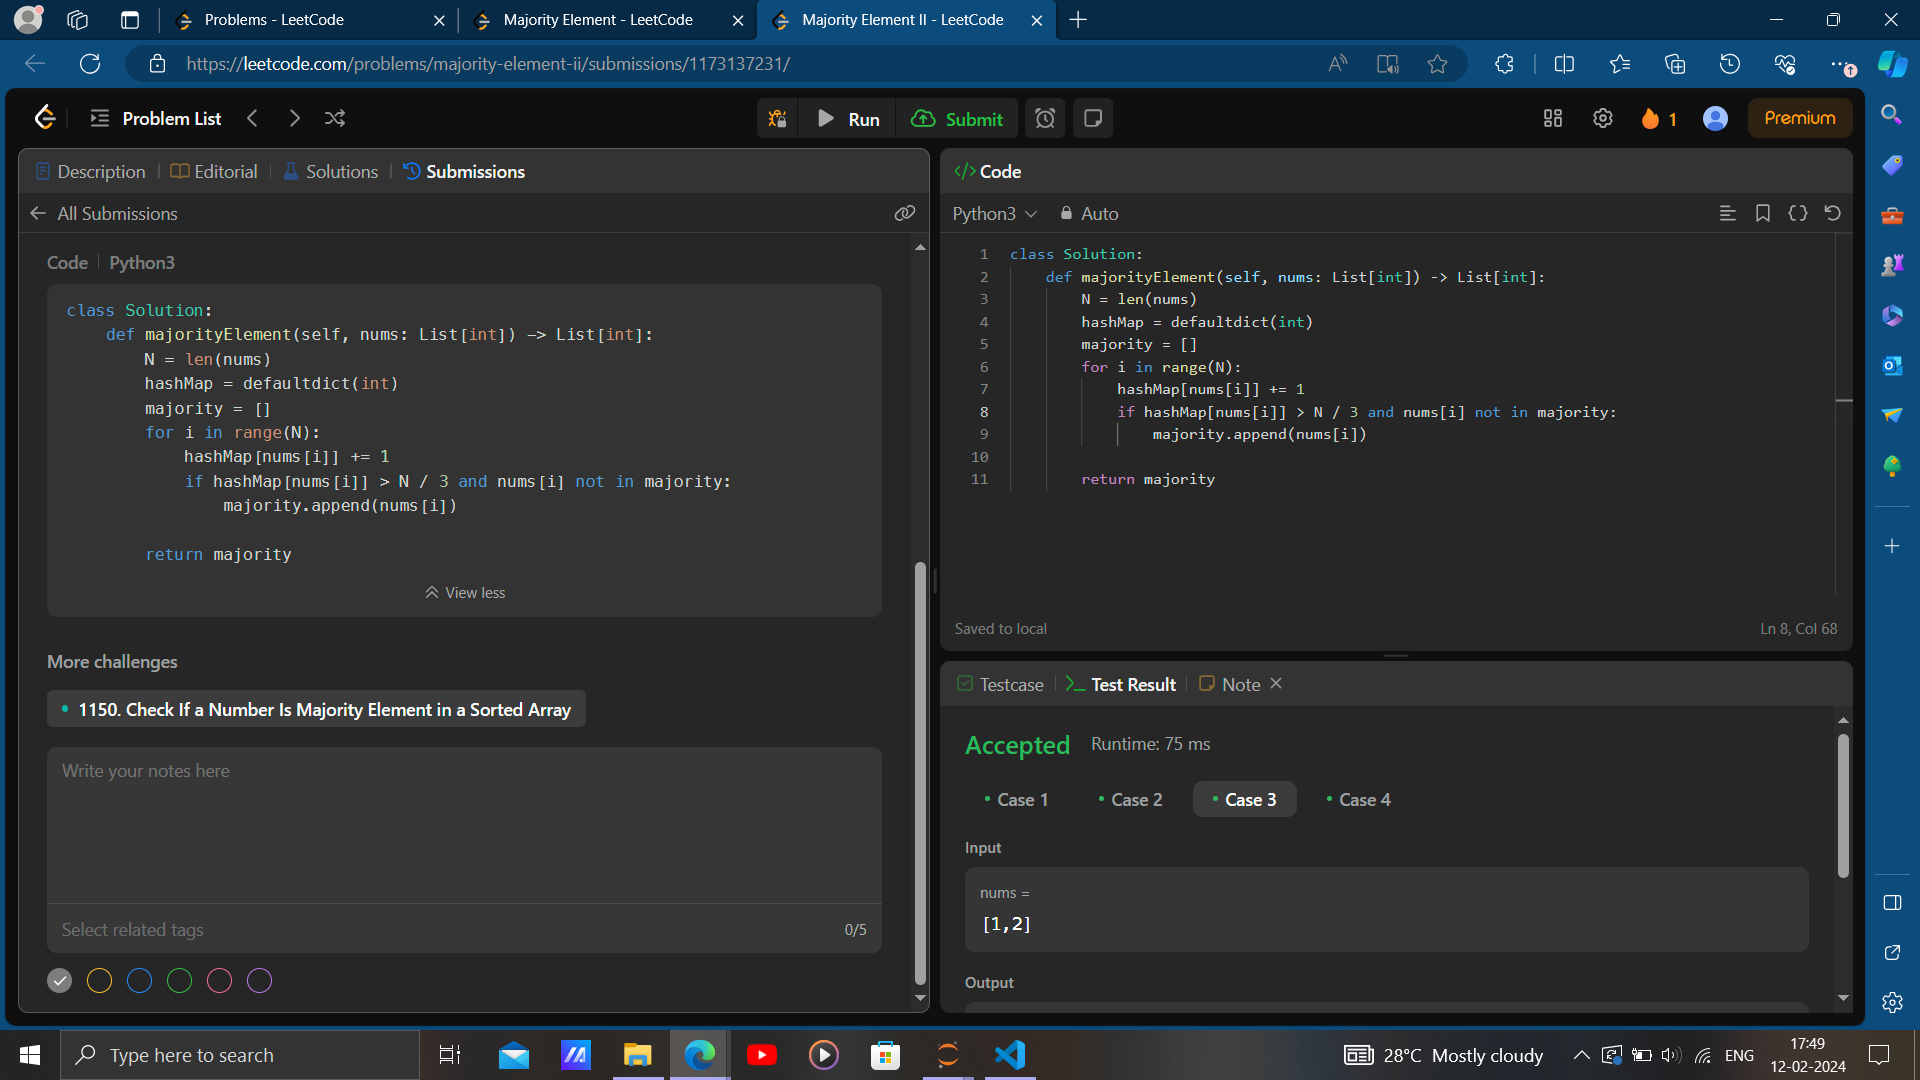 Problems - LeetCode
Majority Element - LeetCode
Majority Element II - LeetCode
https://leetcode.com/problems/majority-element-ii/submissions/1173137231/
Problem List
Run
Submit
1
Premium
Description
Editorial
Solutions
Submissions
All Submissions
Code
Python3
class Solution:
    def majorityElement(self, nums: List[int]) -> List[int]:
        N = len(nums)
        hashMap = defaultdict(int)
        majority = []
        for i in range(N):
            hashMap[nums[i]] += 1
            if hashMap[nums[i]] > N / 3 and nums[i] not in majority:
                majority.append(nums[i])
        return majority
View less
More challenges
1150. Check If a Number Is Majority Element in a Sorted Array
Write your notes here
Select related tags
0/5
</> Code
Python3
Auto
1 class Solution:
2     def majorityElement(self, nums: List[int]) -> List[int]:
3         N = len(nums)
4         hashMap = defaultdict(int)
5         majority = []
6         for i in range(N):
7             hashMap[nums[i]] += 1
8             if hashMap[nums[i]] > N / 3 and nums[i] not in majority:
9                 majority.append(nums[i])
10
11         return majority
Saved to local
Ln 8, Col 68
Testcase
Test Result
Note
Accepted
Runtime: 75 ms
Case 1
Case 2
Case 3
Case 4
Input
nums =
[1,2]
Output
Type here to search
28°C Mostly cloudy
ENG
17:49
12-02-2024